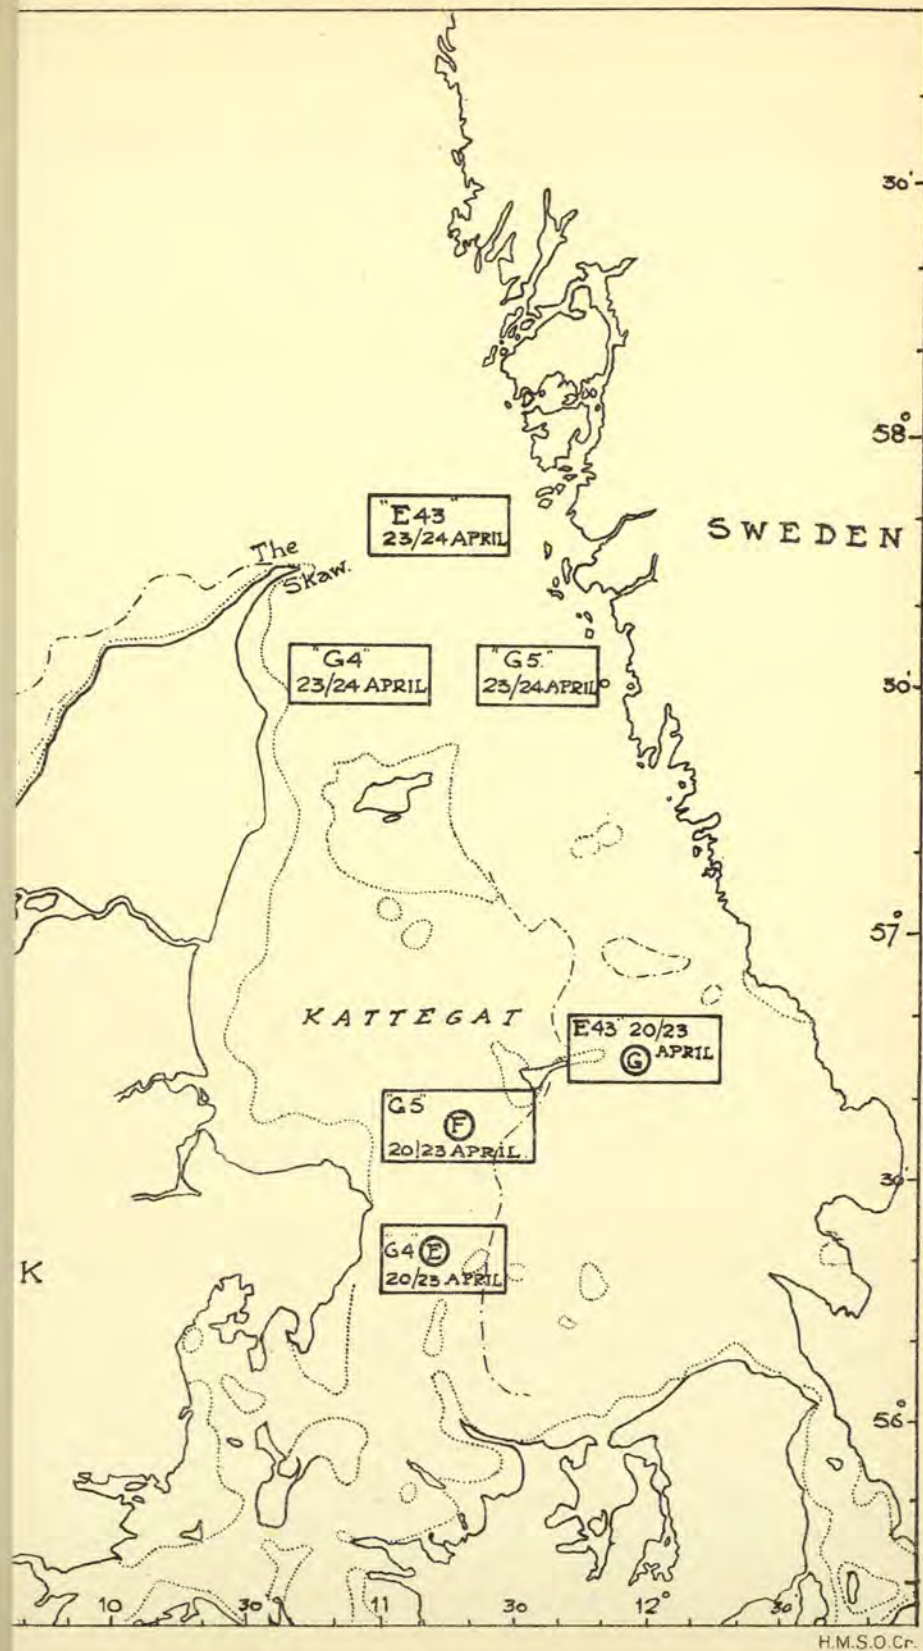 30'
58°
"E43"
23/24 APRIL
SWEDEN
The
Skaw.
"G4"
23/24 APRIL
"G5"
23/24 APRIL
30'
57°
KATTEGAT
E43" 20/23
G APRIL
"G5"
F
20/23 APRIL
30'
"G4" E
20/23 APRIL
K
56°
10 30' 11 30 12° 30
H.M.S.O. Cr.